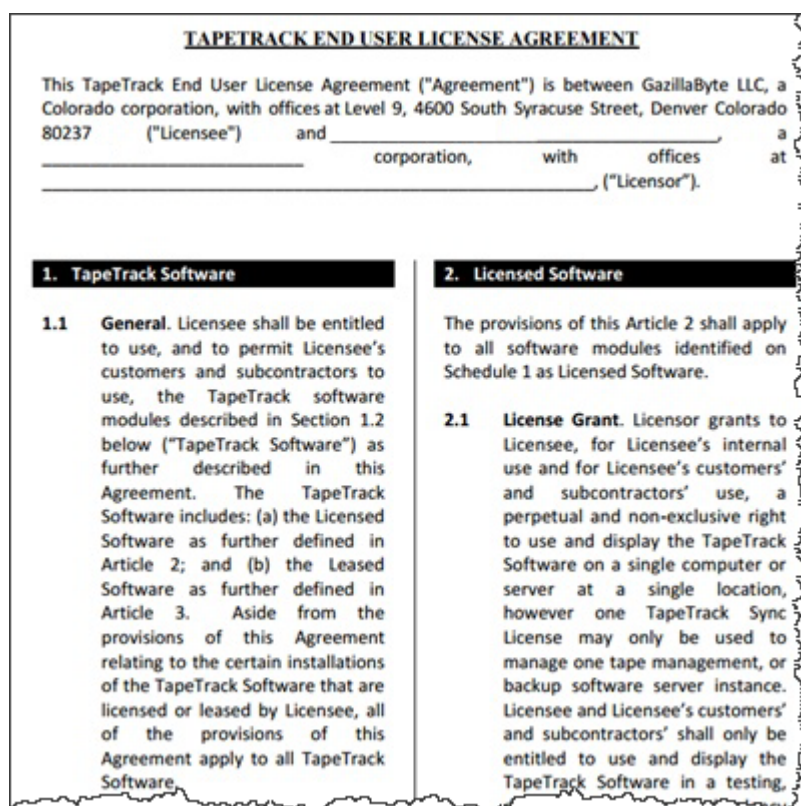 TAPETRACK END USER LICENSE AGREEMENT
This TapeTrack End User License Agreement ("Agreement") is between GazillaByte LLC, a
Colorado corporation, with offices at Level 9, 4600 South Syracuse Street, Denver Colorado
80237 ("Licensee") and ____________________, a
____________________ corporation, with offices at
____________________, ("Licensor").
1. TapeTrack Software
1.1 General. Licensee shall be entitled
to use, and to permit Licensee's
customers and subcontractors to
use, the TapeTrack software
modules described in Section 1.2
below (“TapeTrack Software”) as
further described in this
Agreement. The TapeTrack
Software includes: (a) the Licensed
Software as further defined in
Article 2; and (b) the Leased
Software as further defined in
Article 3. Aside from the
provisions of this Agreement
relating to the certain installations
of the TapeTrack Software that are
licensed or leased by Licensee, all
of the provisions of this
Agreement apply to all TapeTrack
Software.
2. Licensed Software
The provisions of this Article 2 shall apply
to all software modules identified on
Schedule 1 as Licensed Software.
2.1 License Grant. Licensor grants to
Licensee, for Licensee's internal
use and for Licensee's customers'
and subcontractors' use, a
perpetual and non-exclusive right
to use and display the TapeTrack
Software on a single computer or
server at a single location,
however one TapeTrack Sync
License may only be used to
manage one tape management, or
backup software server instance.
Licensee and Licensee's customers'
and subcontractors' shall only be
entitled to use and display the
TapeTrack Software in a testing,